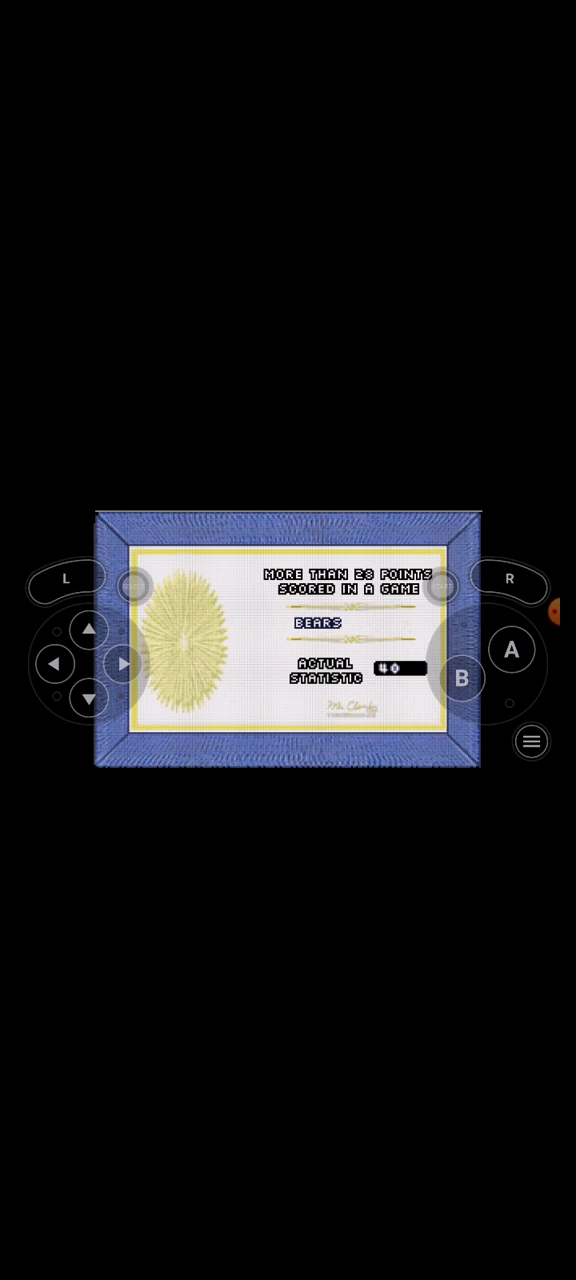 MORE THAN 28 POINTS
SCORED IN A GAME
L
R
BEARS
A
ACTUAL
STATISTIC
40
B